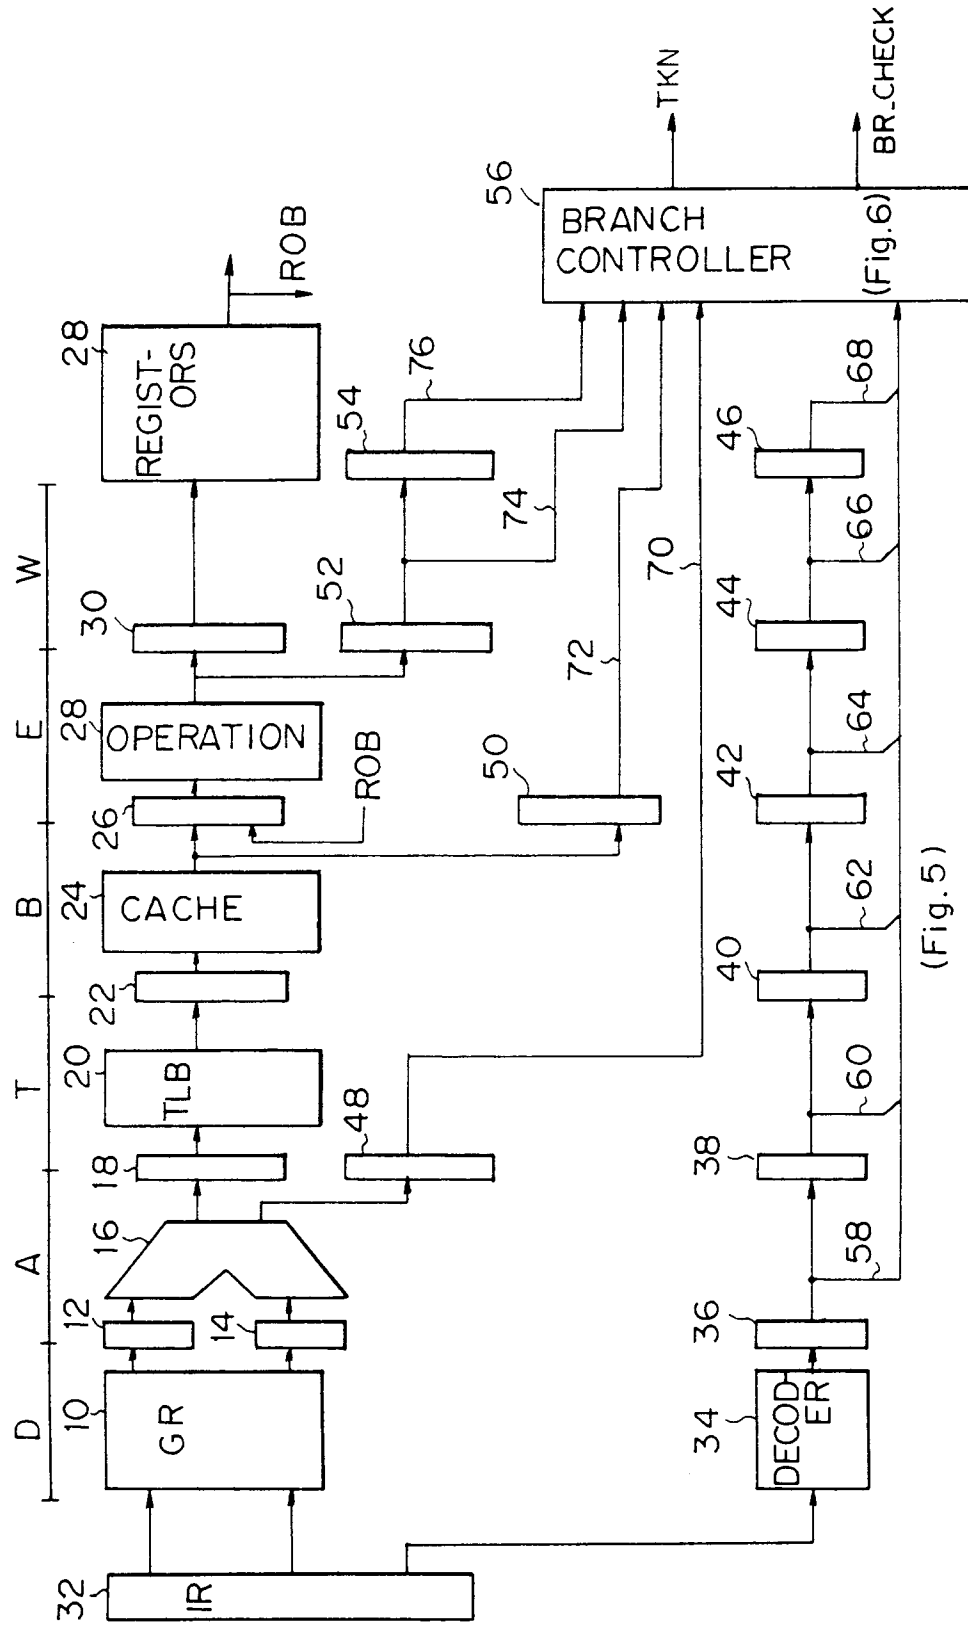 D A T B E W
32 10 12 14 16 18 20 22 24 26 28 30 28
IR
GR
TLB
CACHE
OPERATION
REGIST-
ORS
ROB
ROB
48 50 52 54
70 72 74 76
56
BRANCH
CONTROLLER
(Fig.6)
TKN
BR_CHECK
34
DECOD-
ER
36 38 40 42 44 46
58 60 62 64 66 68
(Fig.5)